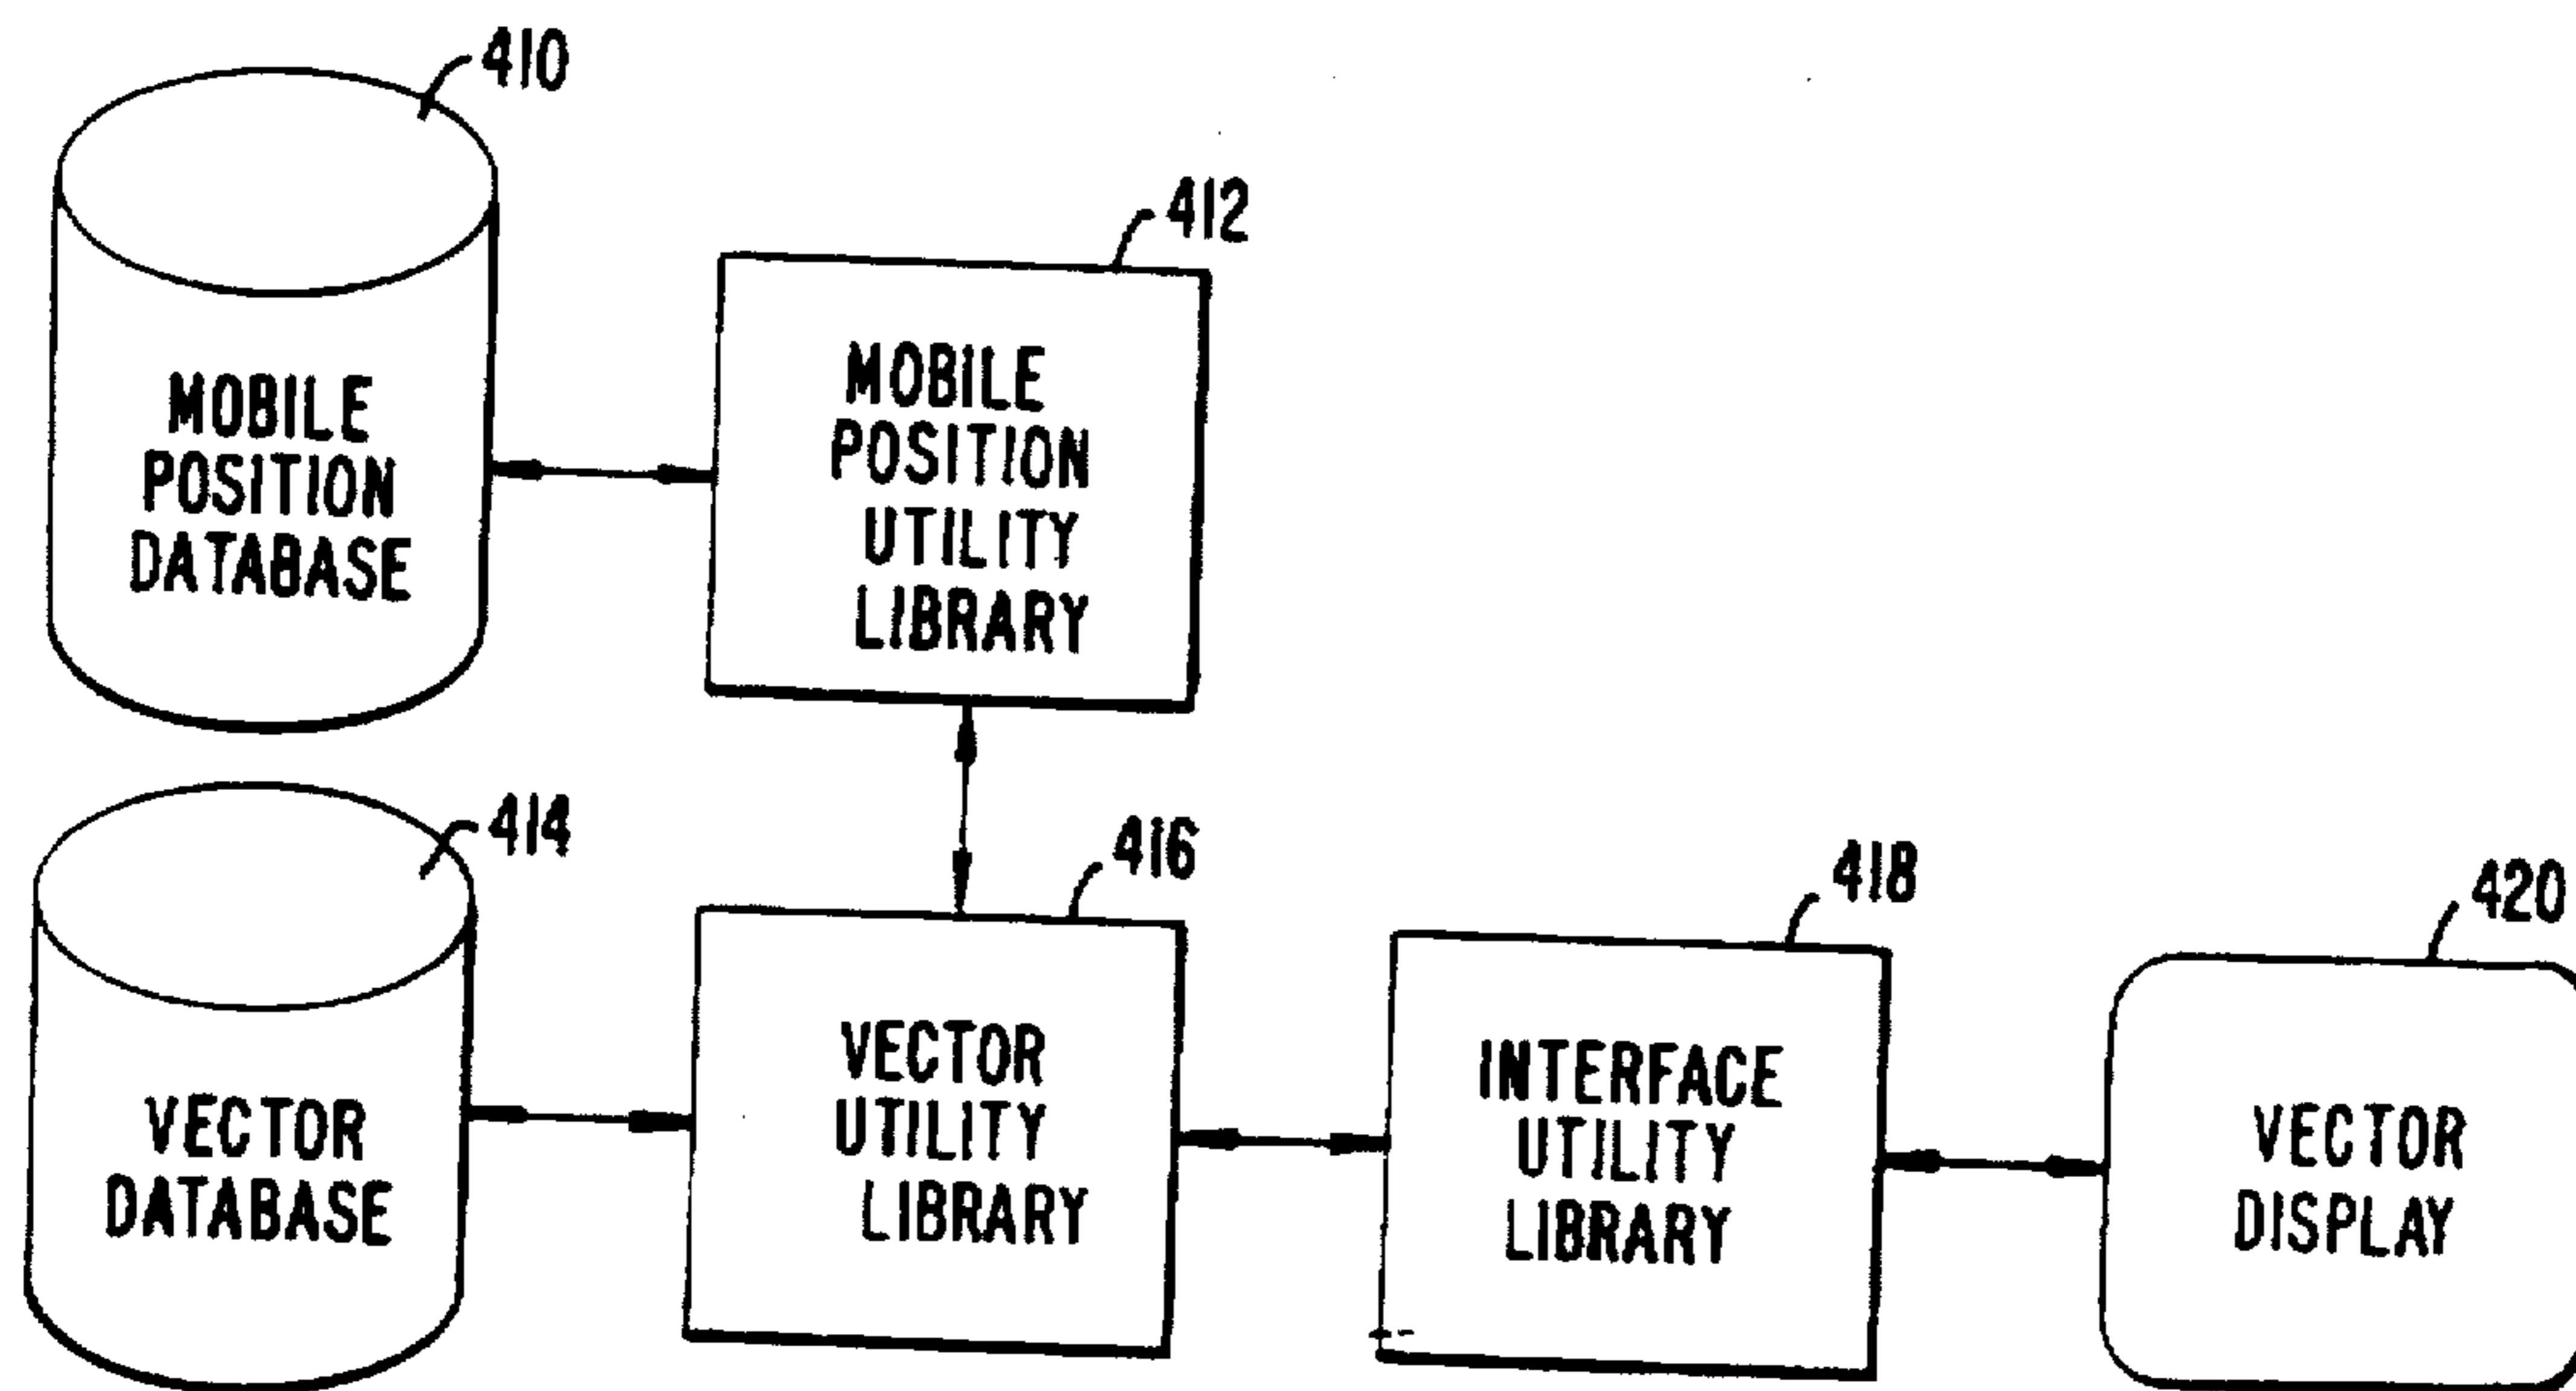 410
MOBILE
POSITION
DATABASE
412
MOBILE
POSITION
UTILITY
LIBRARY
414
VECTOR
DATABASE
416
VECTOR
UTILITY
LIBRARY
418
INTERFACE
UTILITY
LIBRARY
420
VECTOR
DISPLAY